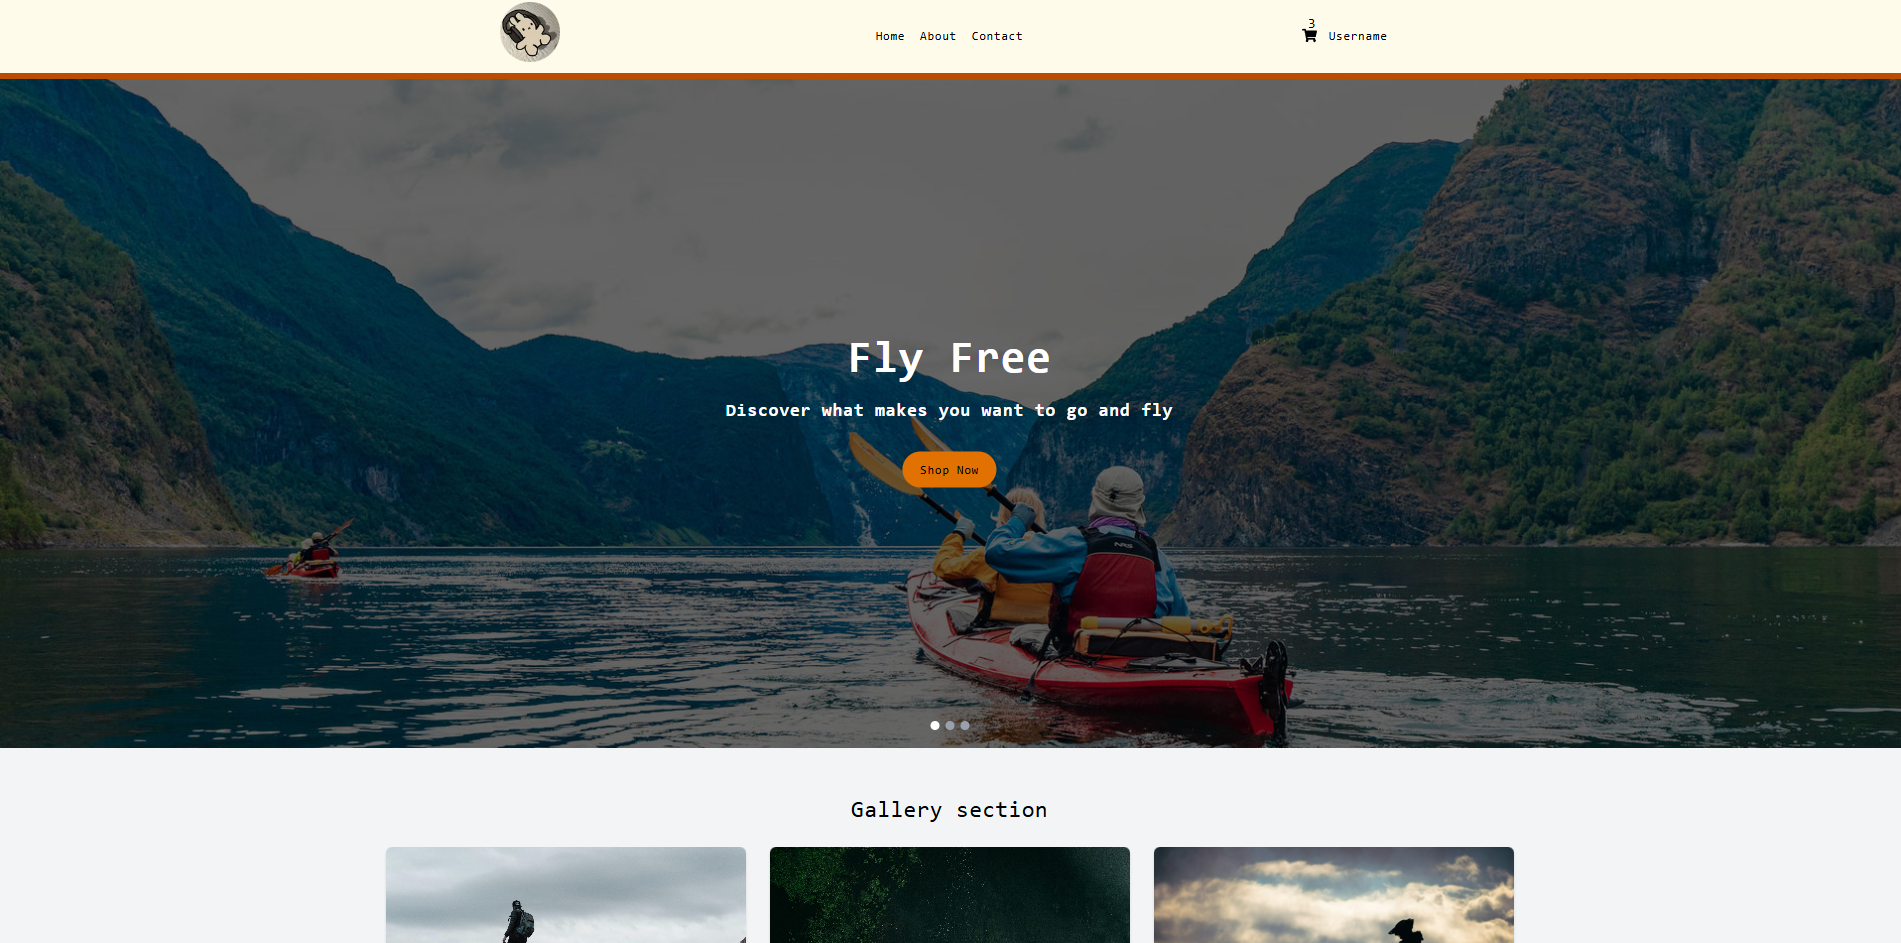 Home About Contact
3
Username
Fly Free
Discover what makes you want to go and fly
Shop Now
NRS
Gallery section